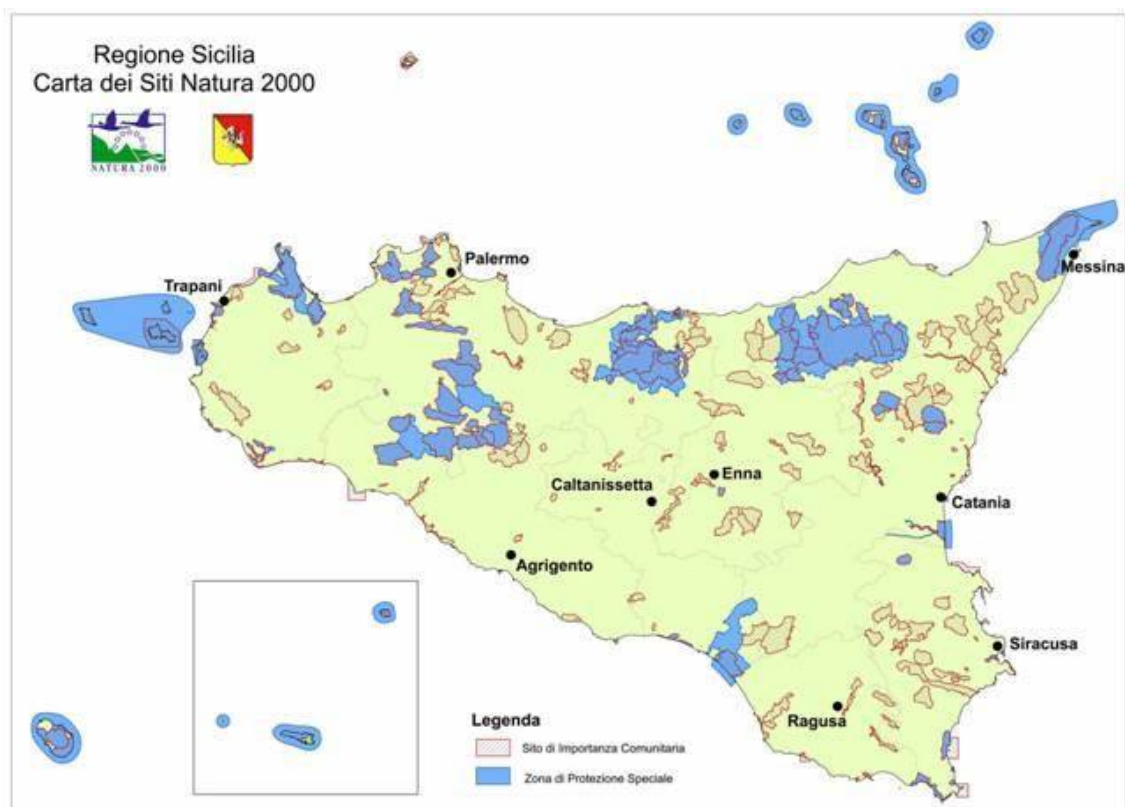 Regione Sicilia
Carta dei Siti Natura 2000
NATURA 2000
Palermo
Trapani
Messina
Enna
Caltanissetta
Catania
Agrigento
Siracusa
Ragusa
Legenda
Sito di Importanza Comunitaria
Zona di Protezione Speciale